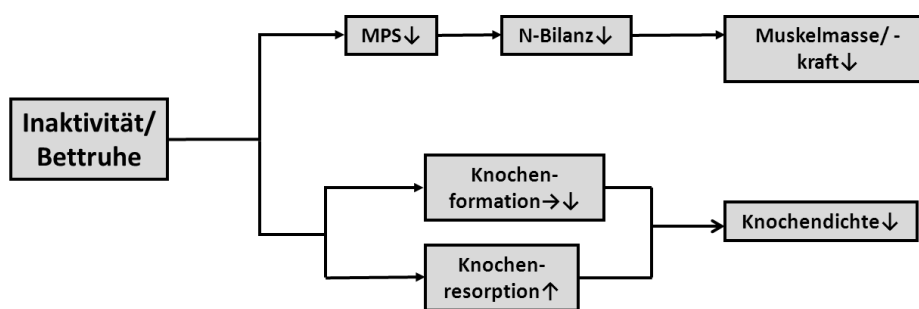 MPS↓
N-Bilanz↓
Muskelmasse/ -
kraft↓
Inaktivität/
Bettruhe
Knochen-
formation→↓
Knochendichte↓
Knochen-
resorption↑